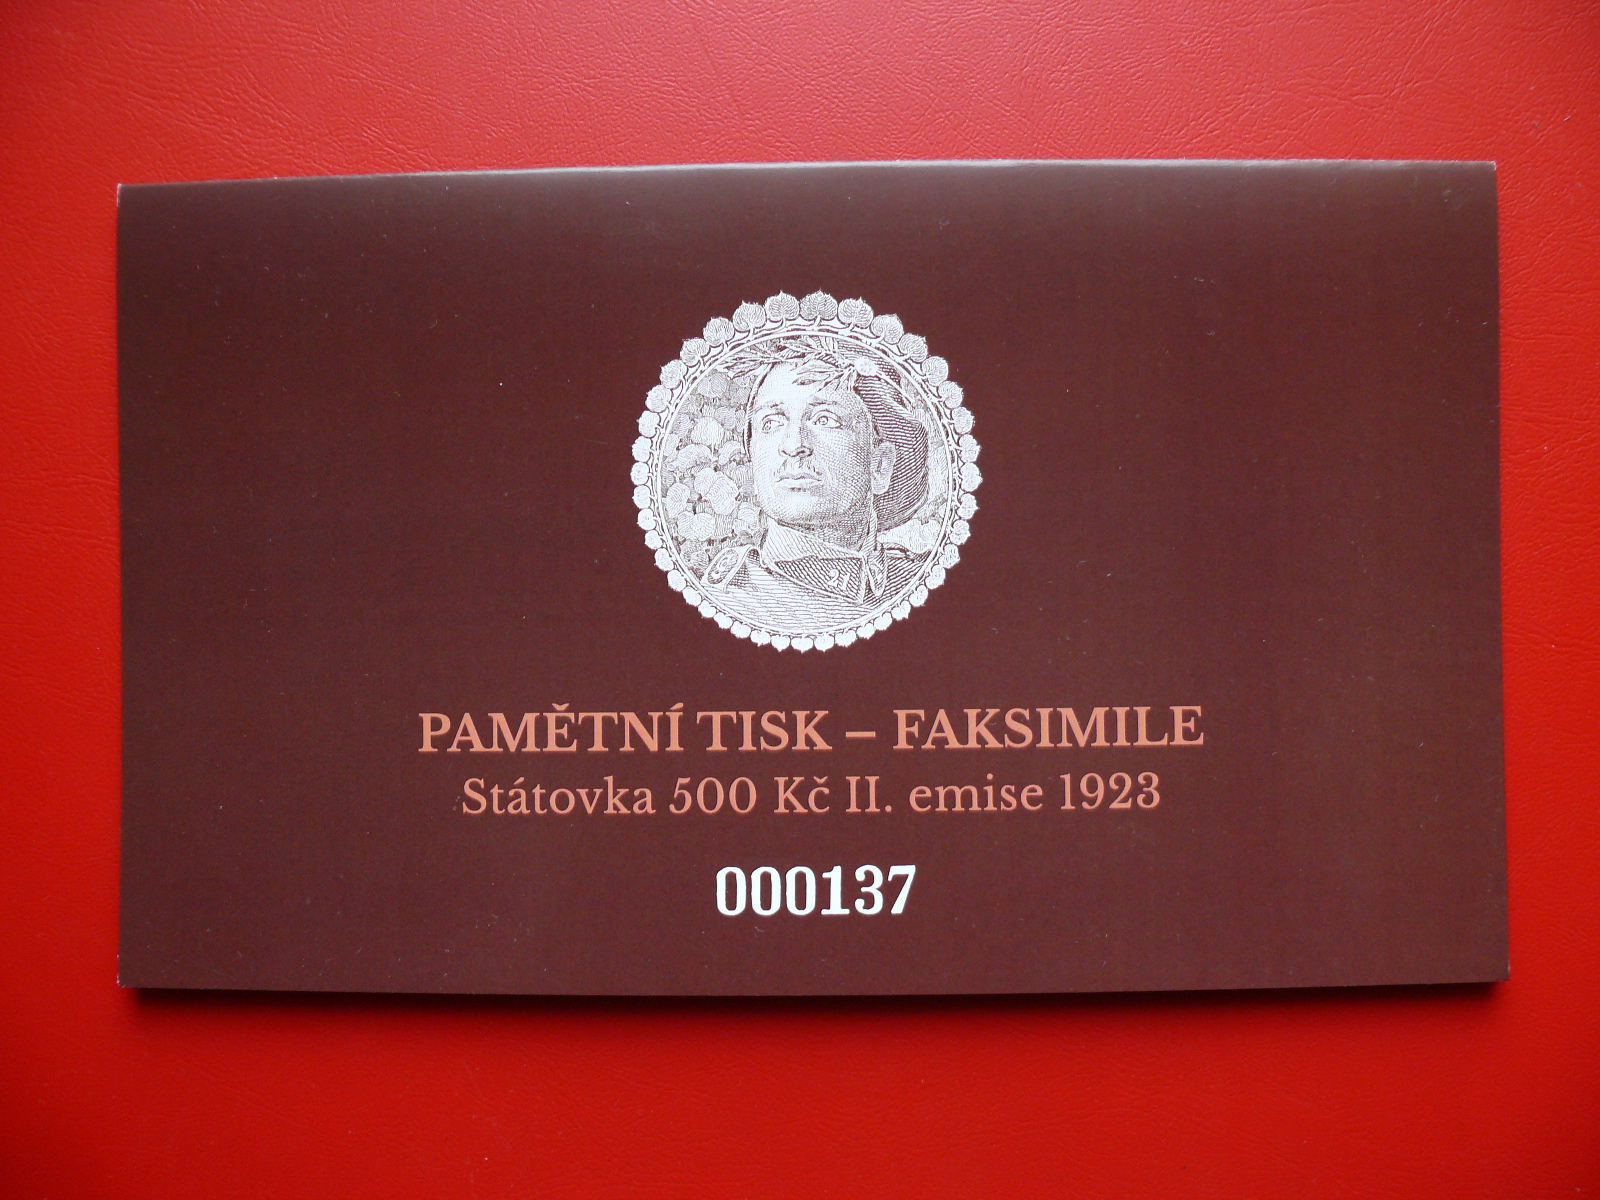 PAMĚTNÍ TISK – FAKSIMILE
Státovka 500 Kč II. emise 1923
000137